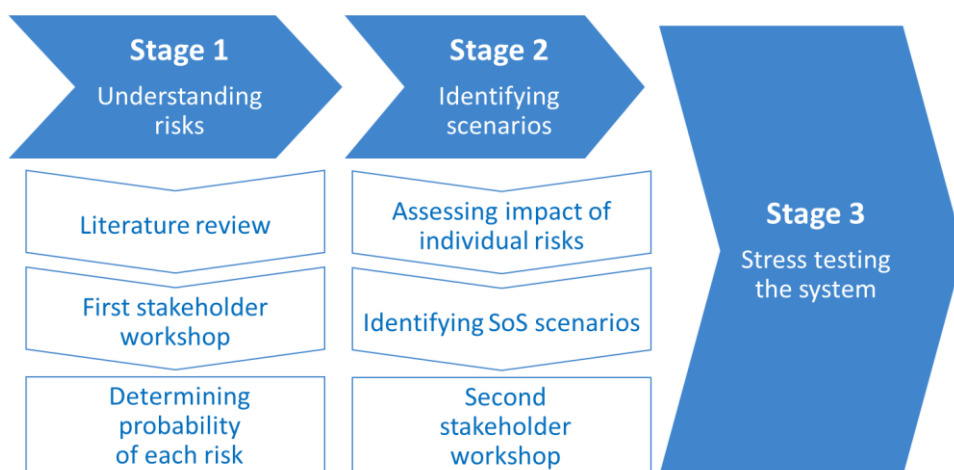 Stage 1
Understanding
risks
Literature review
First stakeholder
workshop
Determining
probability
of each risk
Stage 2
Identifying
scenarios
Assessing impact of
individual risks
Identifying SoS scenarios
Second
stakeholder
workshop
Stage 3
Stress testing
the system